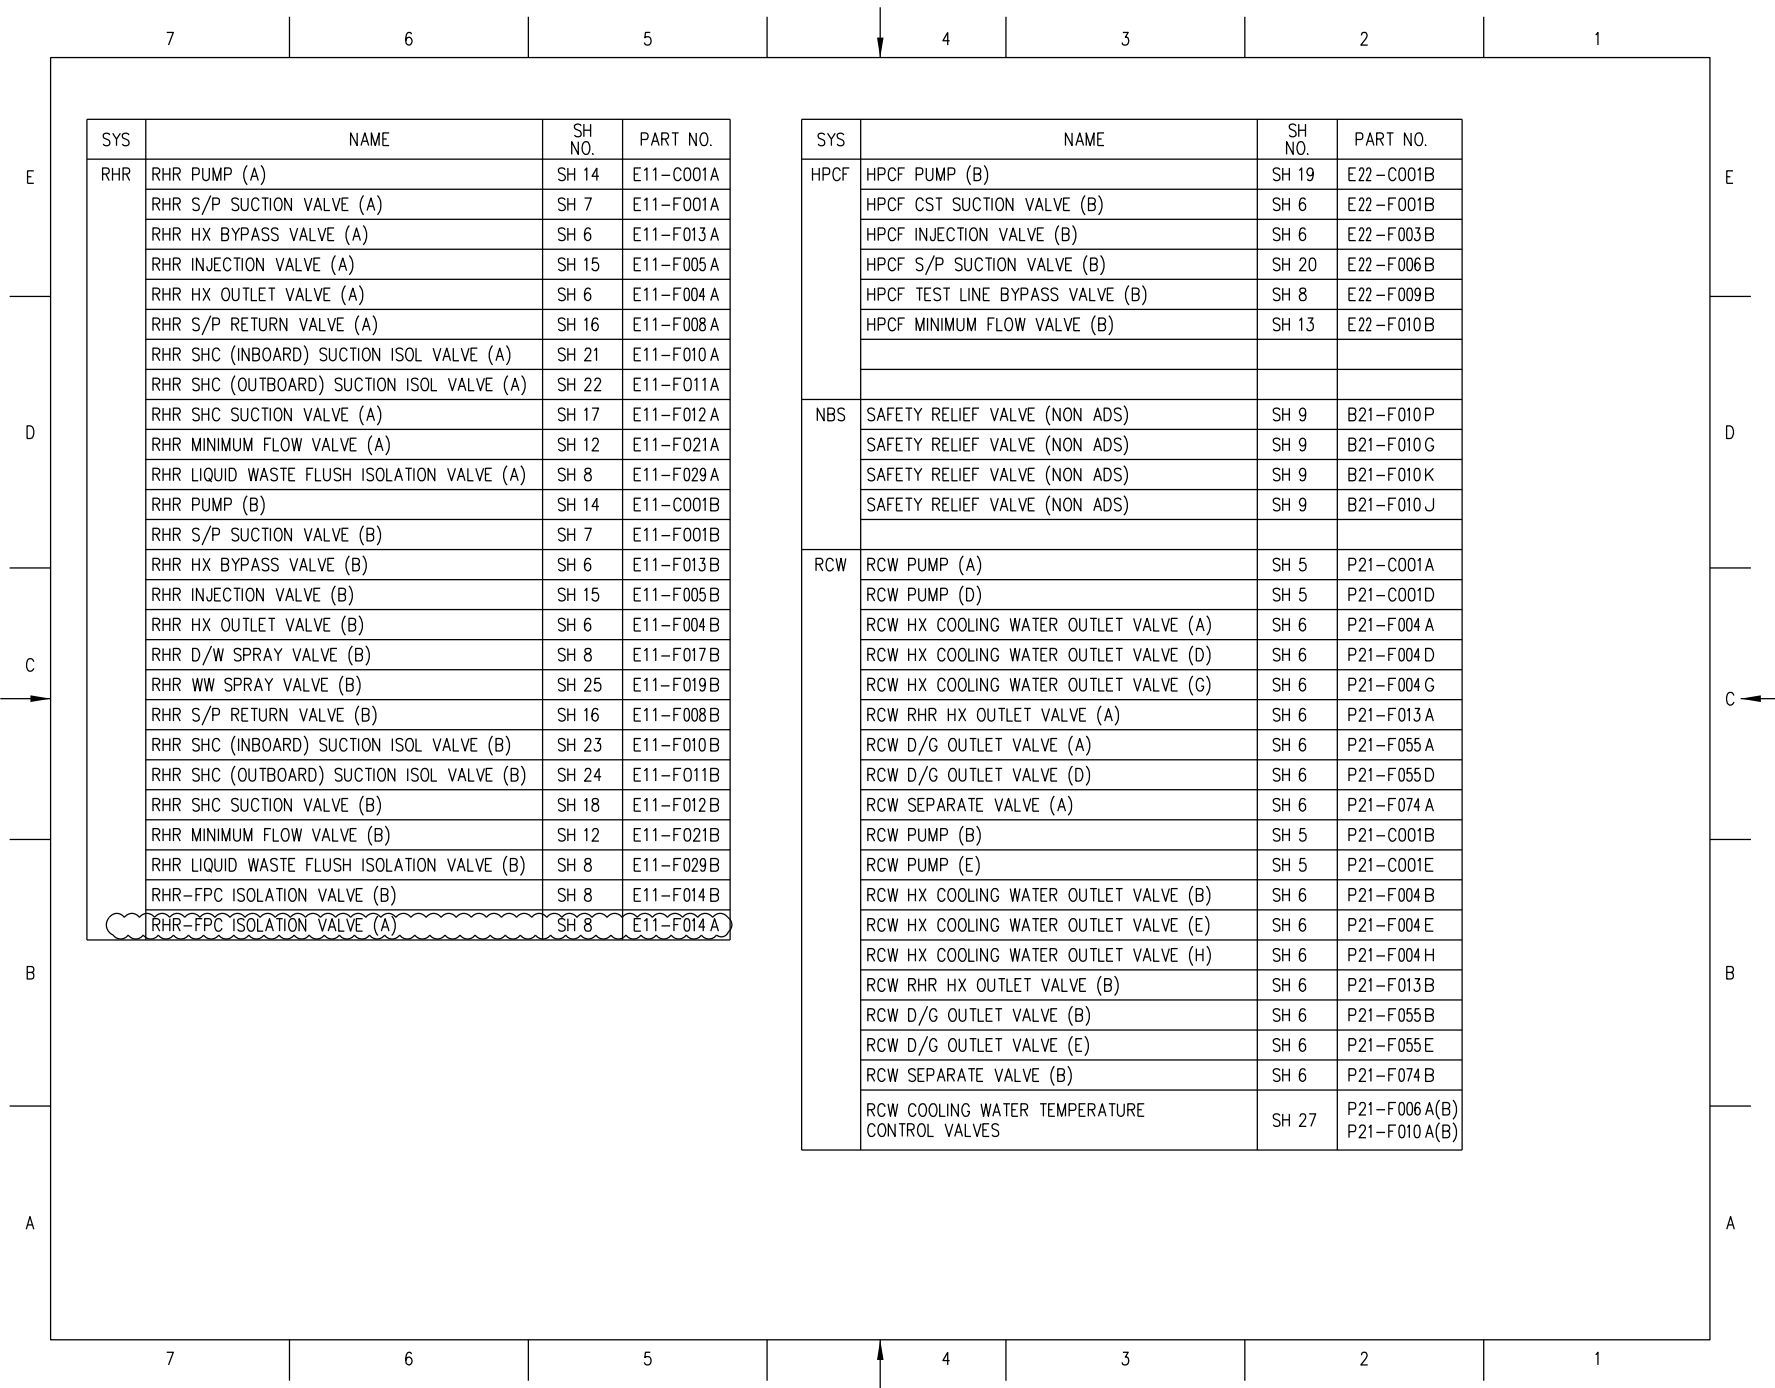 7 6 5 4 3 2 1
SYS NAME SH NO. PART NO.
E RHR RHR PUMP (A) SH 14 E11-C001A
RHR S/P SUCTION VALVE (A) SH 7 E11-F001A
RHR HX BYPASS VALVE (A) SH 6 E11-F013A
RHR INJECTION VALVE (A) SH 15 E11-F005A
RHR HX OUTLET VALVE (A) SH 6 E11-F004A
RHR S/P RETURN VALVE (A) SH 16 E11-F008A
RHR SHC (INBOARD) SUCTION ISOL VALVE (A) SH 21 E11-F010A
RHR SHC (OUTBOARD) SUCTION ISOL VALVE (A) SH 22 E11-F011A
RHR SHC SUCTION VALVE (A) SH 17 E11-F012A
D RHR MINIMUM FLOW VALVE (A) SH 12 E11-F021A
RHR LIQUID WASTE FLUSH ISOLATION VALVE (A) SH 8 E11-F029A
RHR PUMP (B) SH 14 E11-C001B
RHR S/P SUCTION VALVE (B) SH 7 E11-F001B
RHR HX BYPASS VALVE (B) SH 6 E11-F013B
RHR INJECTION VALVE (B) SH 15 E11-F005B
RHR HX OUTLET VALVE (B) SH 6 E11-F004B
C RHR D/W SPRAY VALVE (B) SH 8 E11-F017B
RHR WW SPRAY VALVE (B) SH 25 E11-F019B
RHR S/P RETURN VALVE (B) SH 16 E11-F008B
RHR SHC (INBOARD) SUCTION ISOL VALVE (B) SH 23 E11-F010B
RHR SHC (OUTBOARD) SUCTION ISOL VALVE (B) SH 24 E11-F011B
RHR SHC SUCTION VALVE (B) SH 18 E11-F012B
RHR MINIMUM FLOW VALVE (B) SH 12 E11-F021B
RHR LIQUID WASTE FLUSH ISOLATION VALVE (B) SH 8 E11-F029B
RHR-FPC ISOLATION VALVE (B) SH 8 E11-F014B
RHR-FPC ISOLATION VALVE (A) SH 8 E11-F014A
B
A
SYS NAME SH NO. PART NO.
HPCF HPCF PUMP (B) SH 19 E22-C001B E
HPCF CST SUCTION VALVE (B) SH 6 E22-F001B
HPCF INJECTION VALVE (B) SH 6 E22-F003B
HPCF S/P SUCTION VALVE (B) SH 20 E22-F006B
HPCF TEST LINE BYPASS VALVE (B) SH 8 E22-F009B
HPCF MINIMUM FLOW VALVE (B) SH 13 E22-F010B
NBS SAFETY RELIEF VALVE (NON ADS) SH 9 B21-F010P
SAFETY RELIEF VALVE (NON ADS) SH 9 B21-F010G D
SAFETY RELIEF VALVE (NON ADS) SH 9 B21-F010K
SAFETY RELIEF VALVE (NON ADS) SH 9 B21-F010J
RCW RCW PUMP (A) SH 5 P21-C001A
RCW PUMP (D) SH 5 P21-C001D
RCW HX COOLING WATER OUTLET VALVE (A) SH 6 P21-F004A
RCW HX COOLING WATER OUTLET VALVE (D) SH 6 P21-F004D
RCW HX COOLING WATER OUTLET VALVE (G) SH 6 P21-F004G
RCW RHR HX OUTLET VALVE (A) SH 6 P21-F013A C
RCW D/G OUTLET VALVE (A) SH 6 P21-F055A
RCW D/G OUTLET VALVE (D) SH 6 P21-F055D
RCW SEPARATE VALVE (A) SH 6 P21-F074A
RCW PUMP (B) SH 5 P21-C001B
RCW PUMP (E) SH 5 P21-C001E
RCW HX COOLING WATER OUTLET VALVE (B) SH 6 P21-F004B
RCW HX COOLING WATER OUTLET VALVE (E) SH 6 P21-F004E
RCW HX COOLING WATER OUTLET VALVE (H) SH 6 P21-F004H
RCW RHR HX OUTLET VALVE (B) SH 6 P21-F013B B
RCW D/G OUTLET VALVE (B) SH 6 P21-F055B
RCW D/G OUTLET VALVE (E) SH 6 P21-F055E
RCW SEPARATE VALVE (B) SH 6 P21-F074B
RCW COOLING WATER TEMPERATURE
CONTROL VALVES SH 27 P21-F006A(B)
P21-F010A(B)
A
7 6 5 4 3 2 1